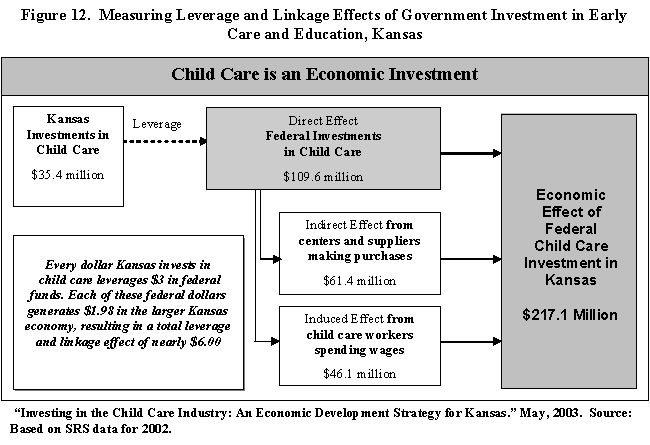 Figure 12. Measuring Leverage and Linkage Effects of Government Investment in Early
Care and Education, Kansas
Child Care is an Economic Investment
Kansas
Investments in
Child Care
$35.4 million
Leverage
Direct Effect
Federal Investments
in Child Care
$109.6 million
Indirect Effect from
centers and suppliers
making purchases
$61.4 million
Induced Effect from
child care workers
spending wages
$46.1 million
Every dollar Kansas invests in
child care leverages $3 in federal
funds. Each of these federal dollars
generates $1.98 in the larger Kansas
economy, resulting in a total leverage
and linkage effect of nearly $6.00
Economic
Effect of
Federal
Child Care
Investment in
Kansas
$217.1 Million
“Investing in the Child Care Industry: An Economic Development Strategy for Kansas.” May, 2003. Source:
Based on SRS data for 2002.